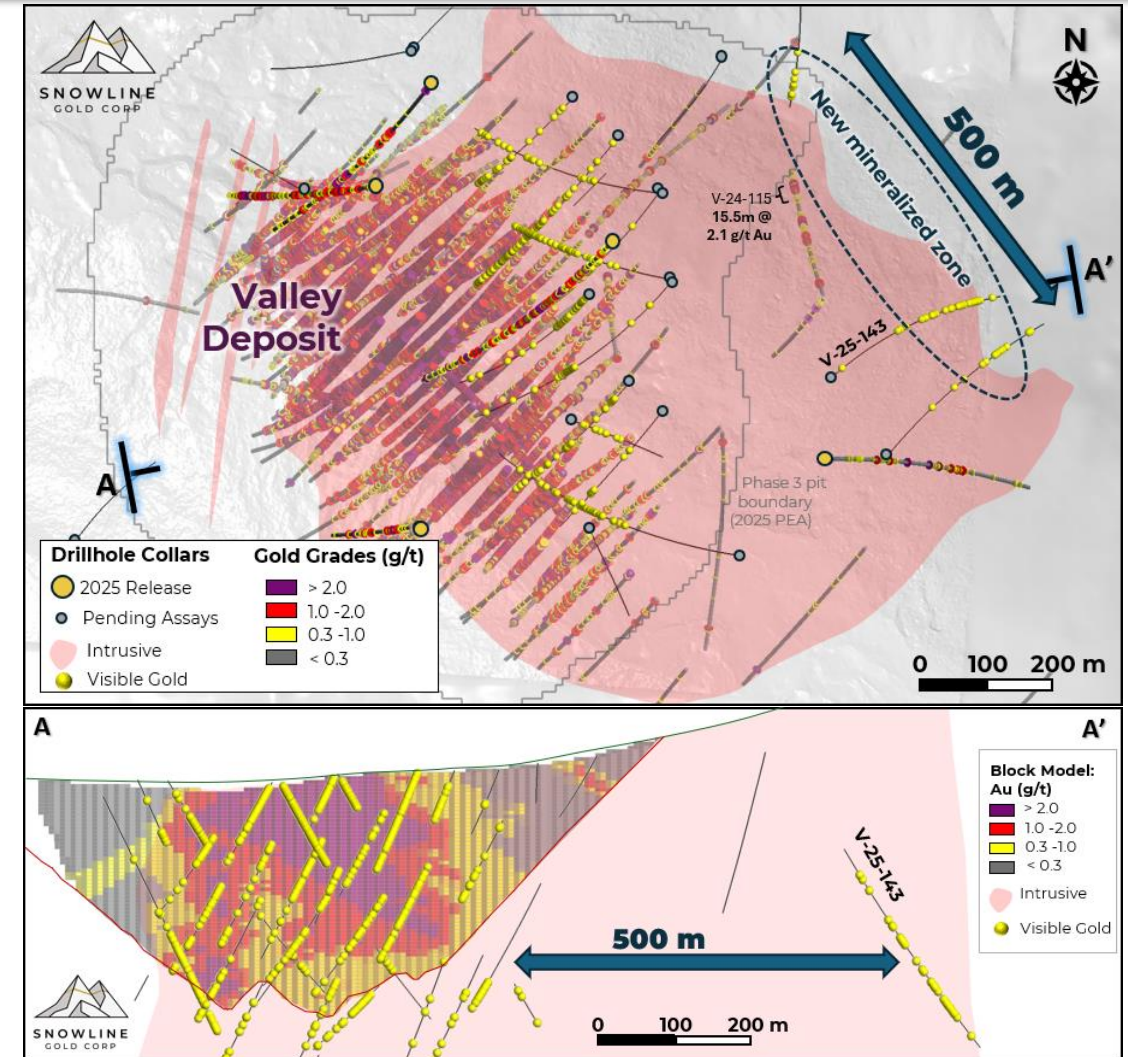 SNOWLINE
GOLD CORP
N
500 m
New mineralized zone
V-24-115
15.5m @
2.1 g/t Au
A'
Valley
Deposit
V-25-143
A
Phase 3 pit
boundary
(2025 PEA)
Drillhole Collars
2025 Release
Pending Assays
Intrusive
Visible Gold
Gold Grades (g/t)
> 2.0
1.0 -2.0
0.3 -1.0
< 0.3
0 100 200 m
A
A'
Block Model:
Au (g/t)
> 2.0
1.0 -2.0
0.3 -1.0
< 0.3
Intrusive
Visible Gold
V-25-143
500 m
SNOWLINE
GOLD CORP
0 100 200 m